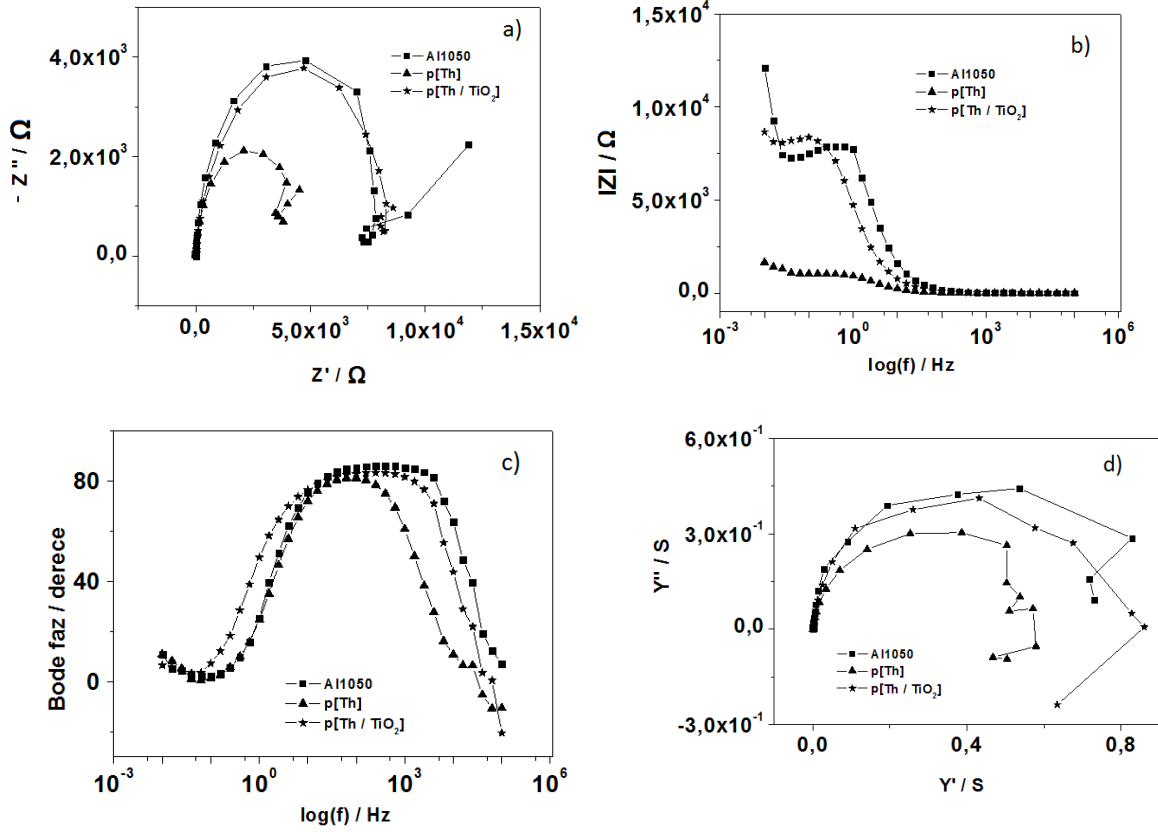 a)
4,0x10³
2,0x10³
0,0
- Z'' / Ω
Al1050
p[Th]
p[Th / TiO₂]
0,0
5,0x10³
1,0x10⁴
1,5x10⁴
Z' / Ω
b)
1,5x10⁴
1,0x10⁴
5,0x10³
0,0
IZI / Ω
Al1050
p[Th]
p[Th / TiO₂]
10⁻³
10⁰
10³
10⁶
log(f) / Hz
c)
80
40
0
Bode faz / derece
Al1050
p[Th]
p[Th / TiO₂]
10⁻³
10⁰
10³
10⁶
log(f) / Hz
d)
6,0x10⁻¹
3,0x10⁻¹
0,0
-3,0x10⁻¹
Y'' / S
Al1050
p[Th]
p[Th / TiO₂]
0,0
0,4
0,8
Y' / S